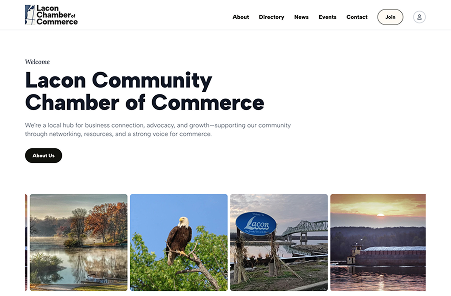 Lacon
Chamber of
Commerce
About Directory News Events Contact Join
Welcome
Lacon Community
Chamber of Commerce
We're a local hub for business connection, advocacy, and growth—supporting our community
through networking, resources, and a strong voice for commerce.
About Us
Lacon